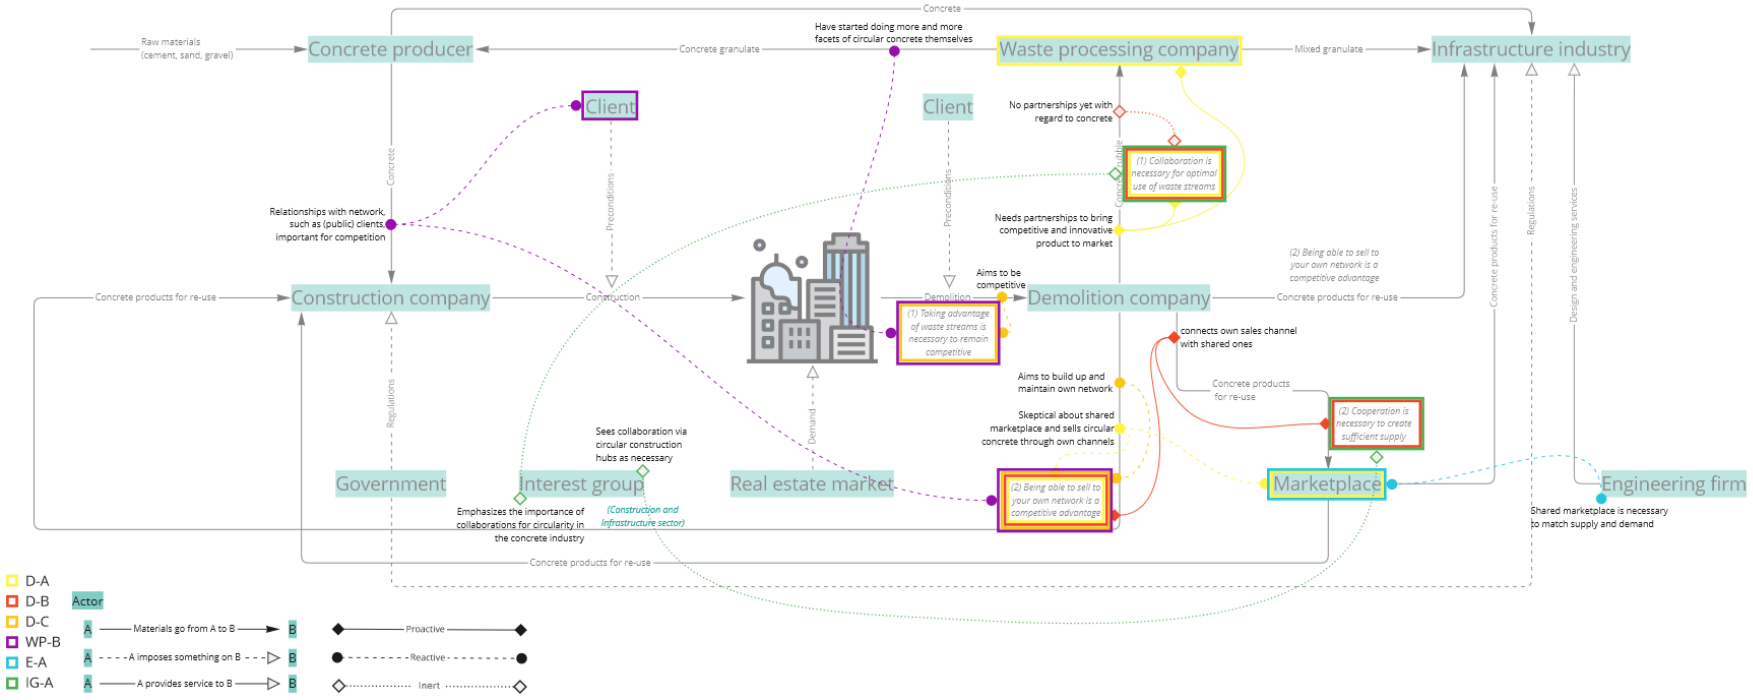 Concrete
Raw materials
(cement, sand, gravel)
Concrete producer
Concrete granulate
Have started doing more and more
facets of circular concrete themselves
Waste processing company
Mixed granulate
Infrastructure industry
Client
Client
No partnerships yet with
regard to concrete
Concrete
Preconditions
Preconditions
Concrete rubble
(1) Collaboration is
necessary for optimal
use of waste streams
Concrete products for re-use
Regulations
Design and engineering services
Relationships with network,
such as (public) clients,
important for competition
Needs partnerships to bring
competitive and innovative
product to market
(2) Being able to sell to
your own network is a
competitive advantage
Aims to be
competitive
Concrete products for re-use
Construction company
Construction
Demolition
Demolition company
Concrete products for re-use
(1) Taking advantage
of waste streams is
necessary to remain
competitive
connects own sales channel
with shared ones
Regulations
Demand
Aims to build up and
maintain own network
Concrete products
for re-use
Skeptical about shared
marketplace and sells circular
concrete through own channels
(2) Cooperation is
necessary to create
sufficient supply
Sees collaboration via
circular construction
hubs as necessary
Government
Interest group
Real estate market
(2) Being able to sell to
your own network is a
competitive advantage
Marketplace
Engineering firm
Emphasizes the importance of
collaborations for circularity in
the concrete industry
(Construction and
Infrastructure sector)
Shared marketplace is necessary
to match supply and demand
Concrete products for re-use
D-A
D-B
D-C
WP-B
E-A
IG-A
Actor
A Materials go from A to B B
A A imposes something on B B
A A provides service to B B
Proactive
Reactive
Inert